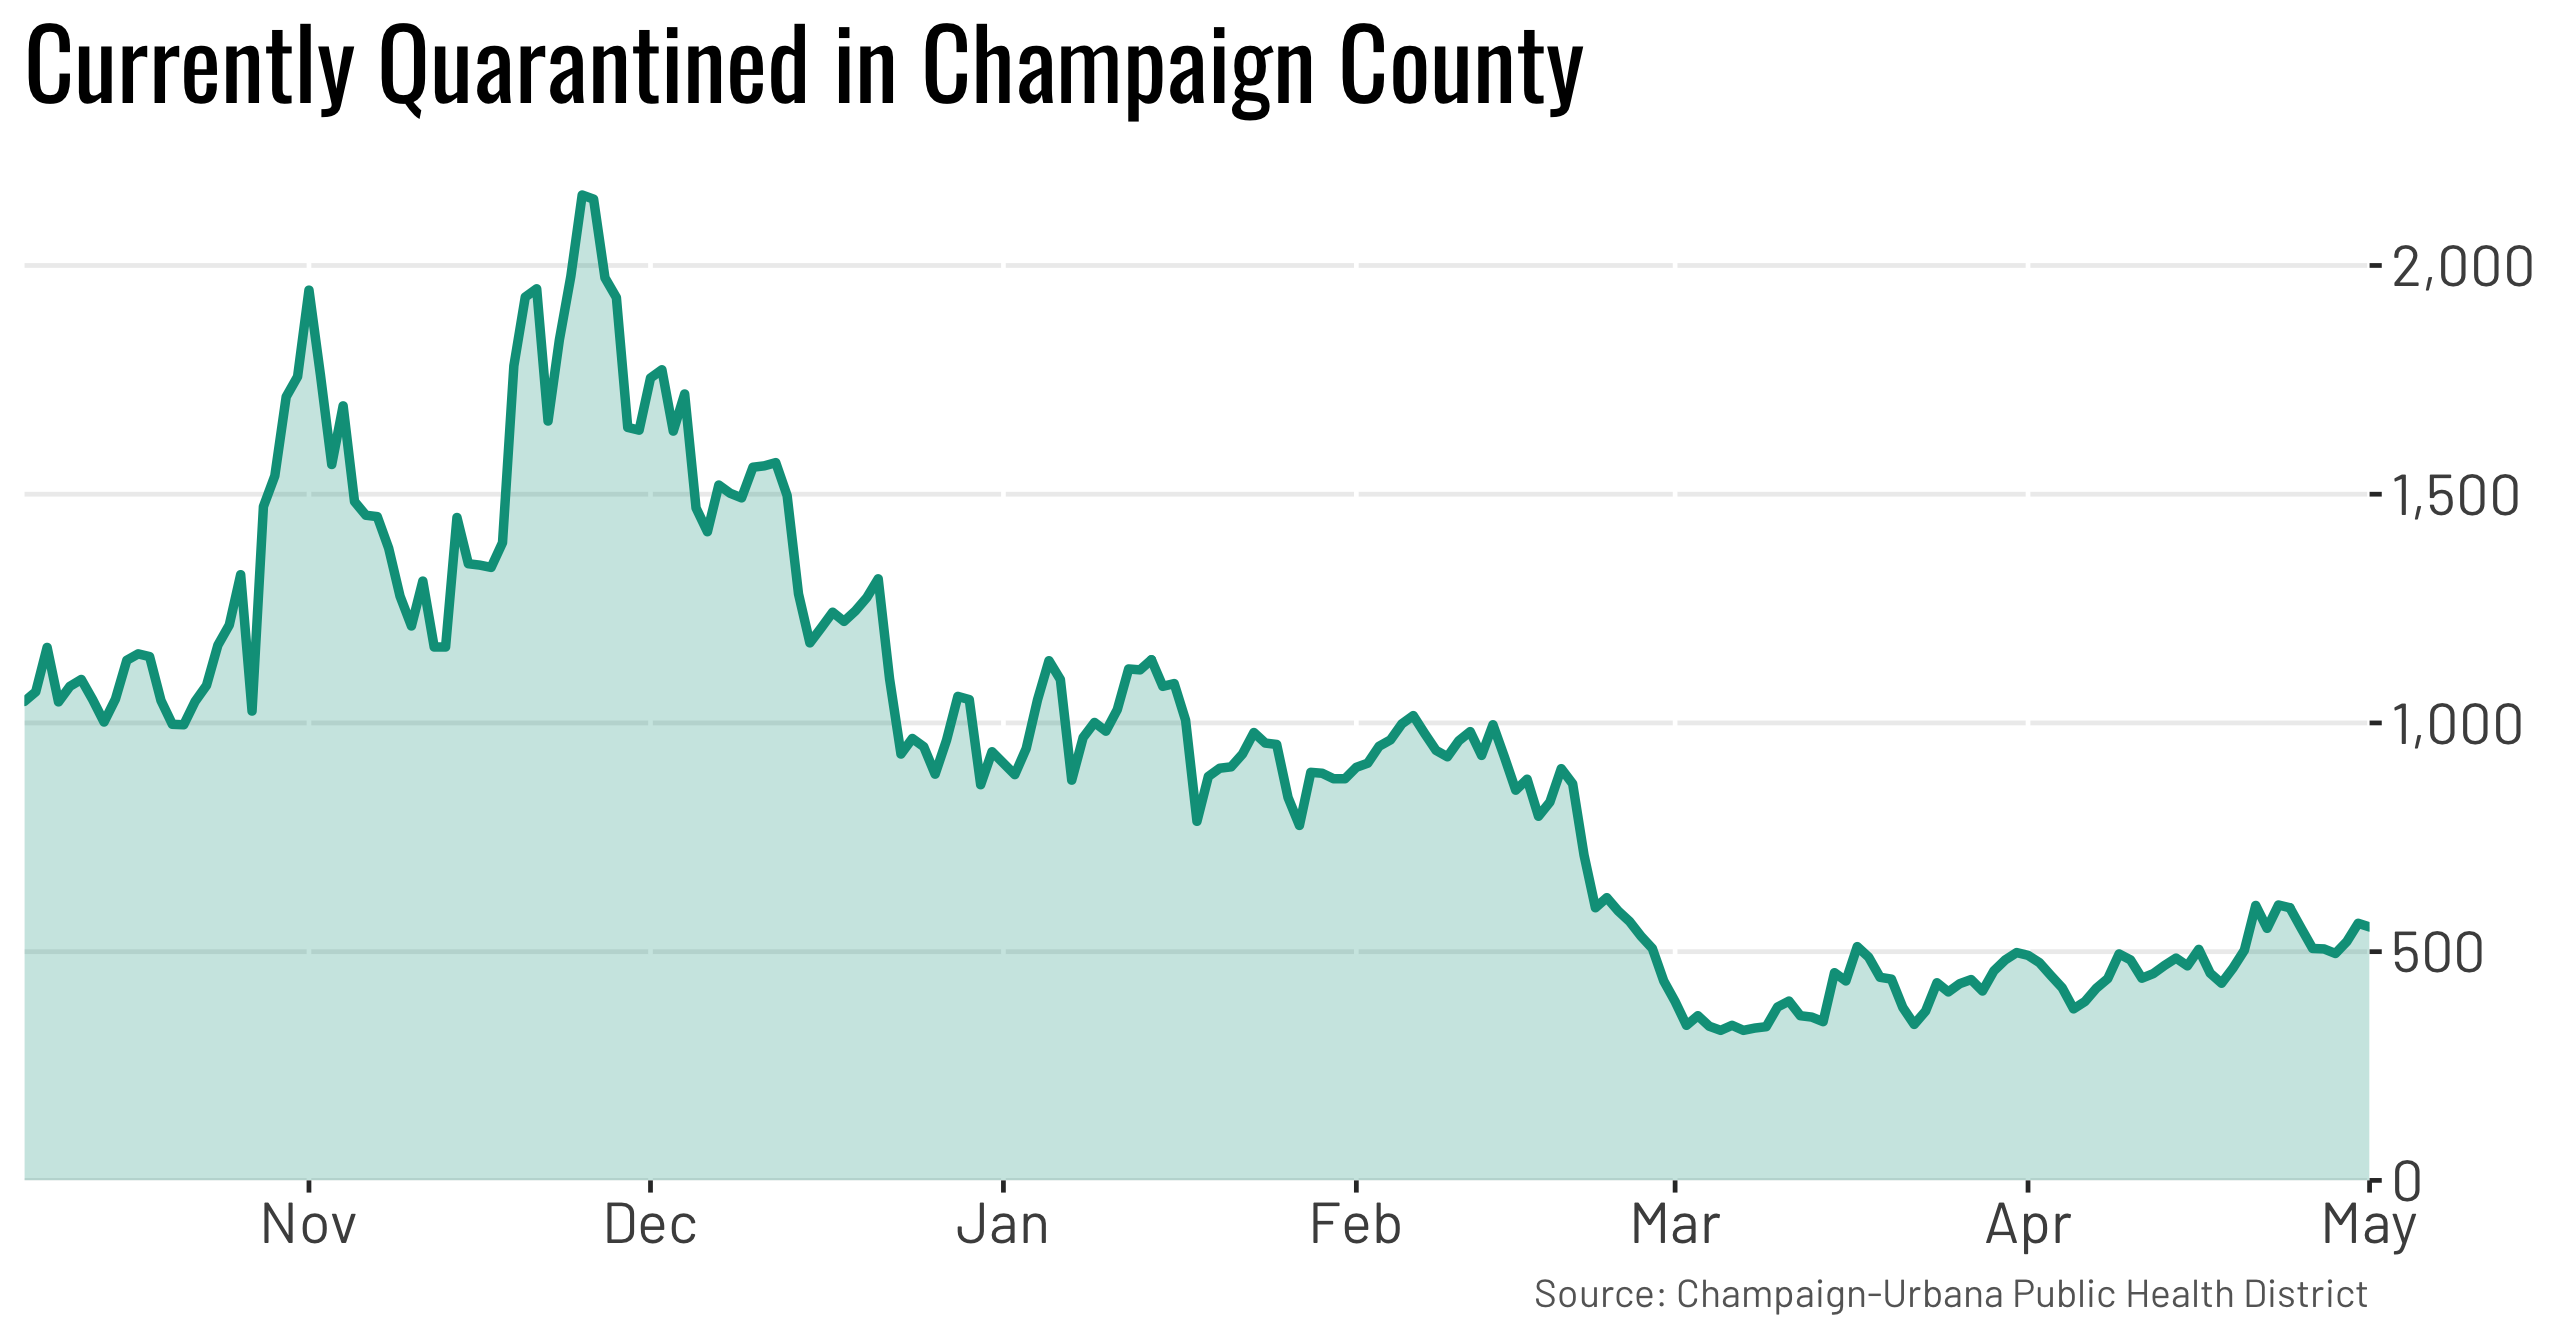 Currently Quarantined in Champaign County
2,000
1,500
1,000
500
0
Nov Dec Jan Feb Mar Apr May
Source: Champaign-Urbana Public Health District